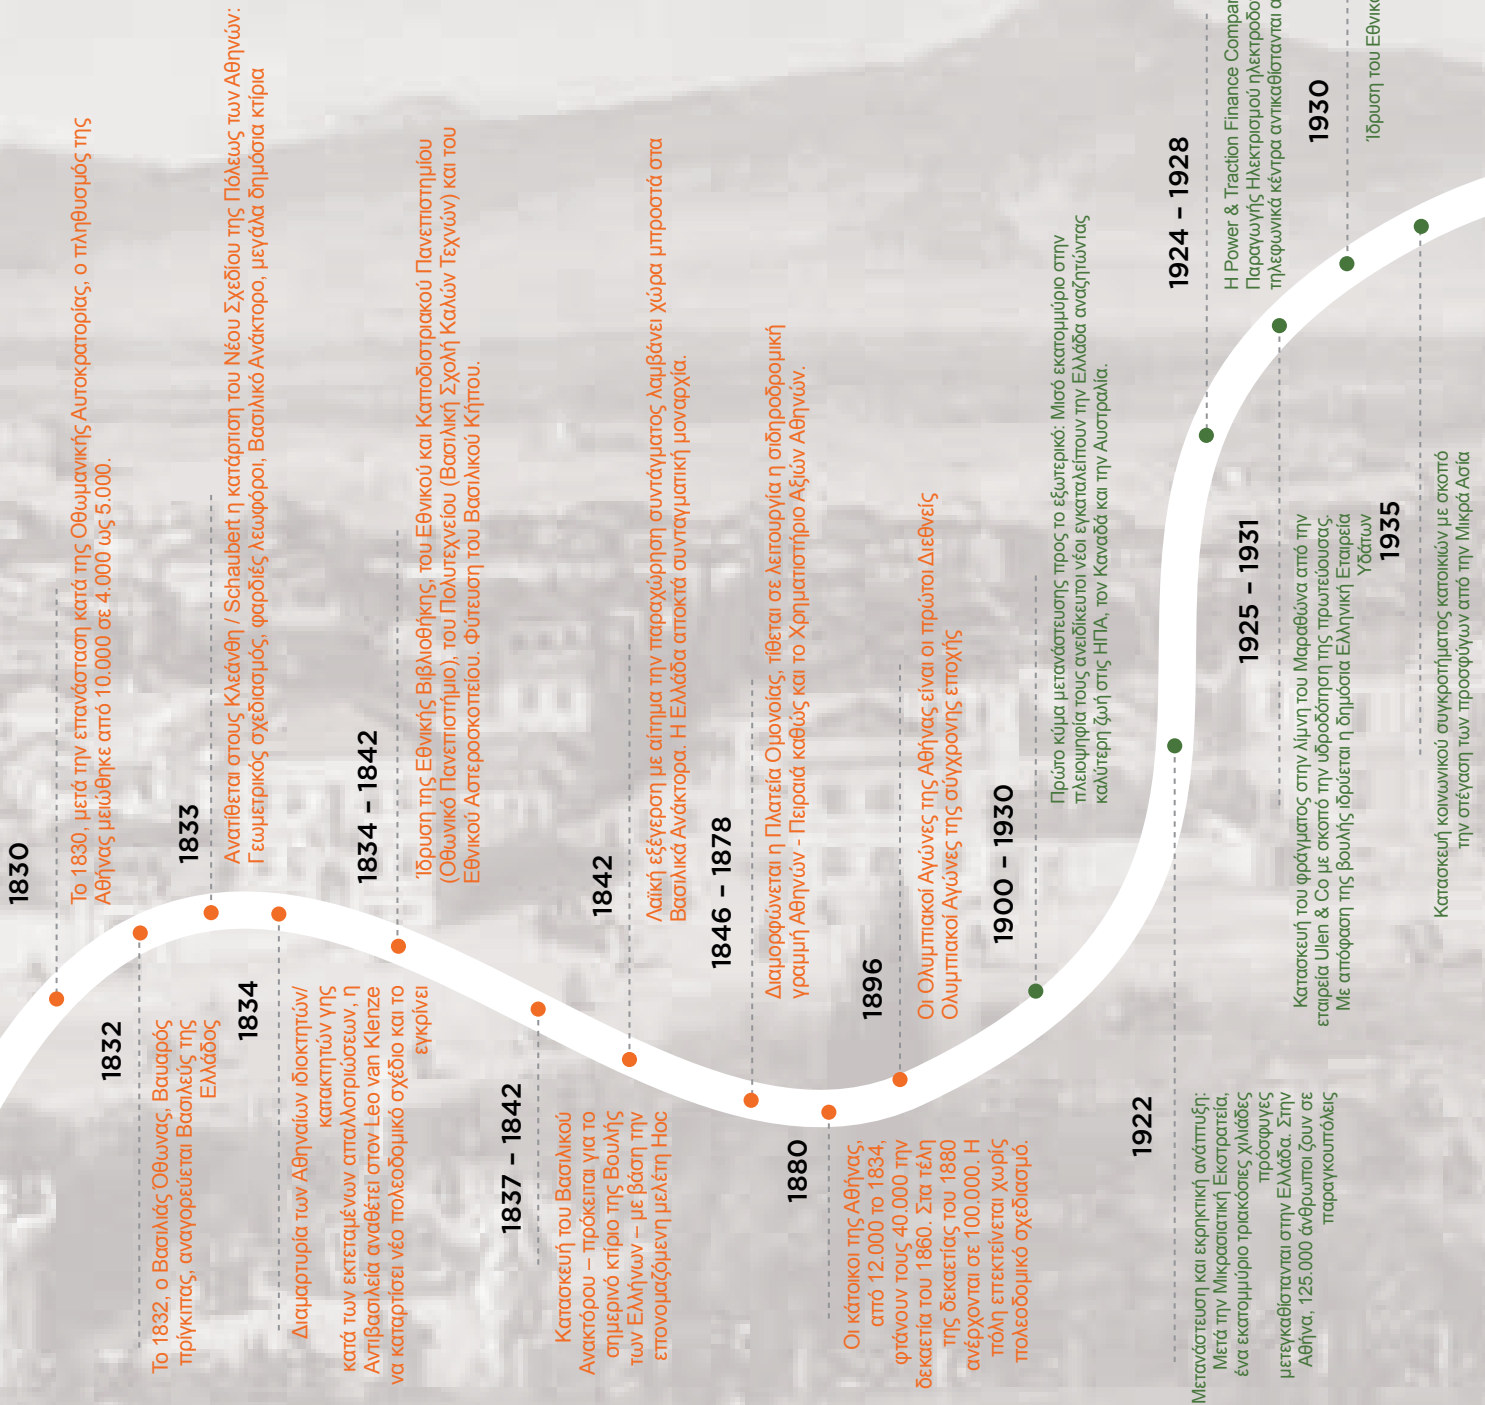 1830
Το 1830, μετά την επανάσταση κατά της Οθωμανικής Αυτοκρατορίας, ο πληθυσμός της
Αθήνας μειώθηκε από 10.000 σε 4.000 ως 5.000.
1832
Το 1832, ο Βασιλιάς Όθωνας, Βαυαρός
πρίγκιπας, αναγορεύεται Βασιλεύς της
Ελλάδος
1833
Ανατίθεται στους Κλεάνθη / Schaubert η κατάρτιση του Νέου Σχεδίου της Πόλεως των Αθηνών:
Γεωμετρικός σχεδιασμός, φαρδιές λεωφόροι, Βασιλικό Ανάκτορο, μεγάλα δημόσια κτίρια
1834
Διαμαρτυρία των Αθηναίων ιδιοκτητών/
κατακτητών γης
κατά των εκτεταμένων απαλλοτριώσεων, η
Αντιβασιλεία αναθέτει στον Leo van Klenze
να καταρτίσει νέο πολεοδομικό σχέδιο και το
εγκρίνει
1834 – 1842
Ίδρυση της Εθνικής Βιβλιοθήκης, του Εθνικού και Καποδιστριακού Πανεπιστημίου
(Οθωνικό Πανεπιστήμιο), του Πολυτεχνείου (Βασιλική Σχολή Καλών Τεχνών) και του
Εθνικού Αστεροσκοπείου. Φύτευση του Βασιλικού Κήπου.
1837 – 1842
Κατασκευή του Βασιλικού
Ανακτόρου – πρόκειται για το
σημερινό κτίριο της Βουλής
των Ελλήνων – με βάση την
επονομαζόμενη μελέτη Hoc
1842
Λαϊκή εξέγερση με αίτημα την παραχώρηση συντάγματος λαμβάνει χώρα μπροστά στα
Βασιλικά Ανάκτορα. Η Ελλάδα αποκτά συνταγματική μοναρχία.
1846 – 1878
Διαμορφώνεται η Πλατεία Ομονοίας, τίθεται σε λειτουργία η σιδηροδρομική
γραμμή Αθηνών - Πειραιά καθώς και το Χρηματιστήριο Αξιών Αθηνών.
1880
Οι κάτοικοι της Αθήνας,
από 12.000 το 1834,
φτάνουν τους 40.000 την
δεκαετία του 1860. Στα τέλη
της δεκαετίας του 1880
ανέρχονται σε 100.000. Η
πόλη επεκτείνεται χωρίς
πολεοδομικό σχεδιασμό.
1896
Οι Ολυμπιακοί Αγώνες της Αθήνας είναι οι πρώτοι Διεθνείς
Ολυμπιακοί Αγώνες της σύγχρονης εποχής
1900 – 1930
Πρώτο κύμα μετανάστευσης προς το εξωτερικό: Μισό εκατομμύριο στην
πλειοψηφία τους ανειδίκευτοι νέοι εγκαταλείπουν την Ελλάδα αναζητώντας
καλύτερη ζωή στις ΗΠΑ, τον Καναδά και την Αυστραλία.
1922
Μετανάστευση και εκρηκτική ανάπτυξη:
Μετά την Μικρασιατική Εκστρατεία,
ένα εκατομμύριο τριακόσιες χιλιάδες
πρόσφυγες
μετεγκαθίστανται στην Ελλάδα. Στην
Αθήνα, 125.000 άνθρωποι ζουν σε
παραγκουπόλεις
1924 – 1928
Η Power & Traction Finance Compan
Παραγωγής Ηλεκτρισμού ηλεκτροδο
τηλεφωνικά κέντρα αντικαθίστανται α
1925 – 1931
Κατασκευή του φράγματος στην λίμνη του Μαραθώνα από την
εταιρεία Ulen & Co με σκοπό την υδροδότηση της πρωτεύουσας.
Με απόφαση της βουλής ιδρύεται η δημόσια Ελληνική Εταιρεία
Υδάτων
1930
Ίδρυση του Εθνικο
1935
Κατασκευή κοινωνικού συγκροτήματος κατοικιών με σκοπό
την στέγαση των προσφύγων από την Μικρά Ασία